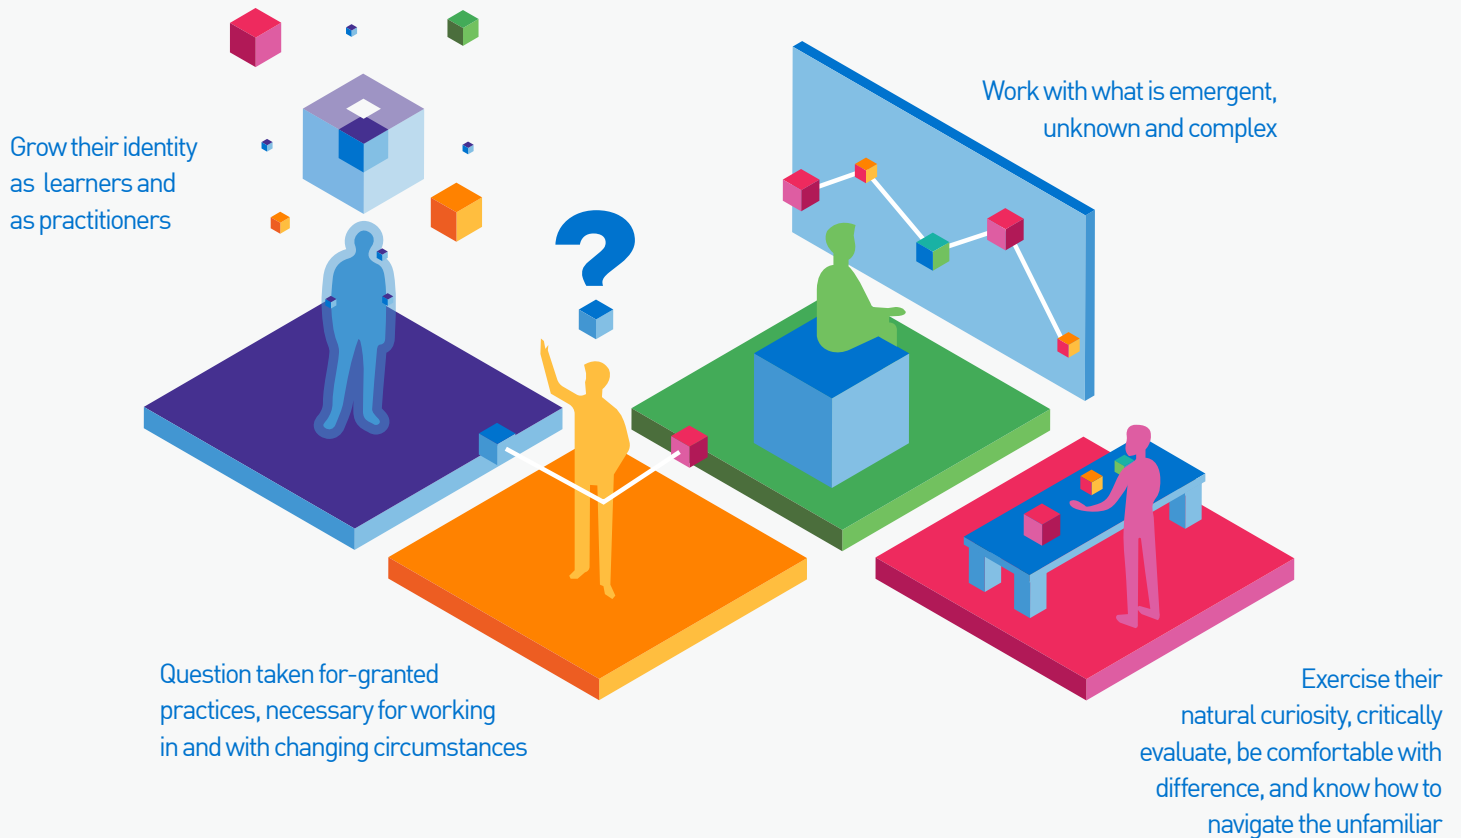 Grow their identity
as learners and
as practitioners
?
Work with what is emergent,
unknown and complex
Question taken for-granted
practices, necessary for working
in and with changing circumstances
Exercise their
natural curiosity, critically
evaluate, be comfortable with
difference, and know how to
navigate the unfamiliar